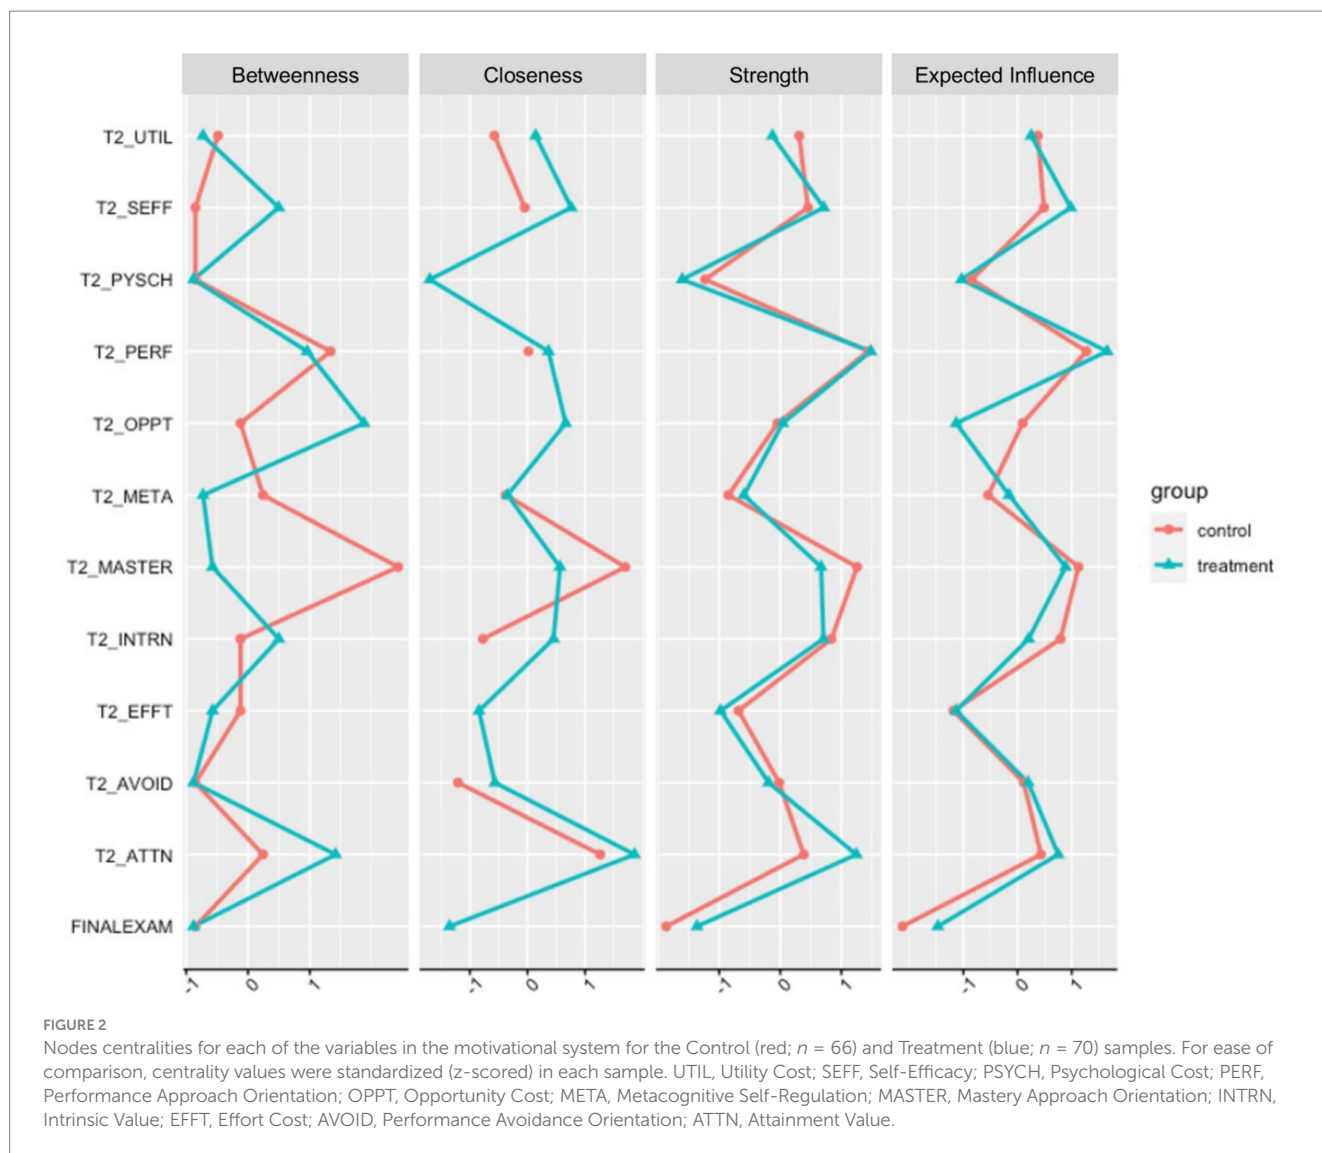 Betweenness Closeness Strength Expected Influence
T2_UTIL
T2_SEFF
T2_PYSCH
T2_PERF
T2_OPPT
T2_META
T2_MASTER
T2_INTRN
T2_EFFT
T2_AVOID
T2_ATTN
FINALEXAM
-1 0 1 -1 0 1 -1 0 1 -1 0 1
group
control
treatment
FIGURE 2
Nodes centralities for each of the variables in the motivational system for the Control (red; n = 66) and Treatment (blue; n = 70) samples. For ease of
comparison, centrality values were standardized (z-scored) in each sample. UTIL, Utility Cost; SEFF, Self-Efficacy; PSYCH, Psychological Cost; PERF,
Performance Approach Orientation; OPPT, Opportunity Cost; META, Metacognitive Self-Regulation; MASTER, Mastery Approach Orientation; INTRN,
Intrinsic Value; EFFT, Effort Cost; AVOID, Performance Avoidance Orientation; ATTN, Attainment Value.